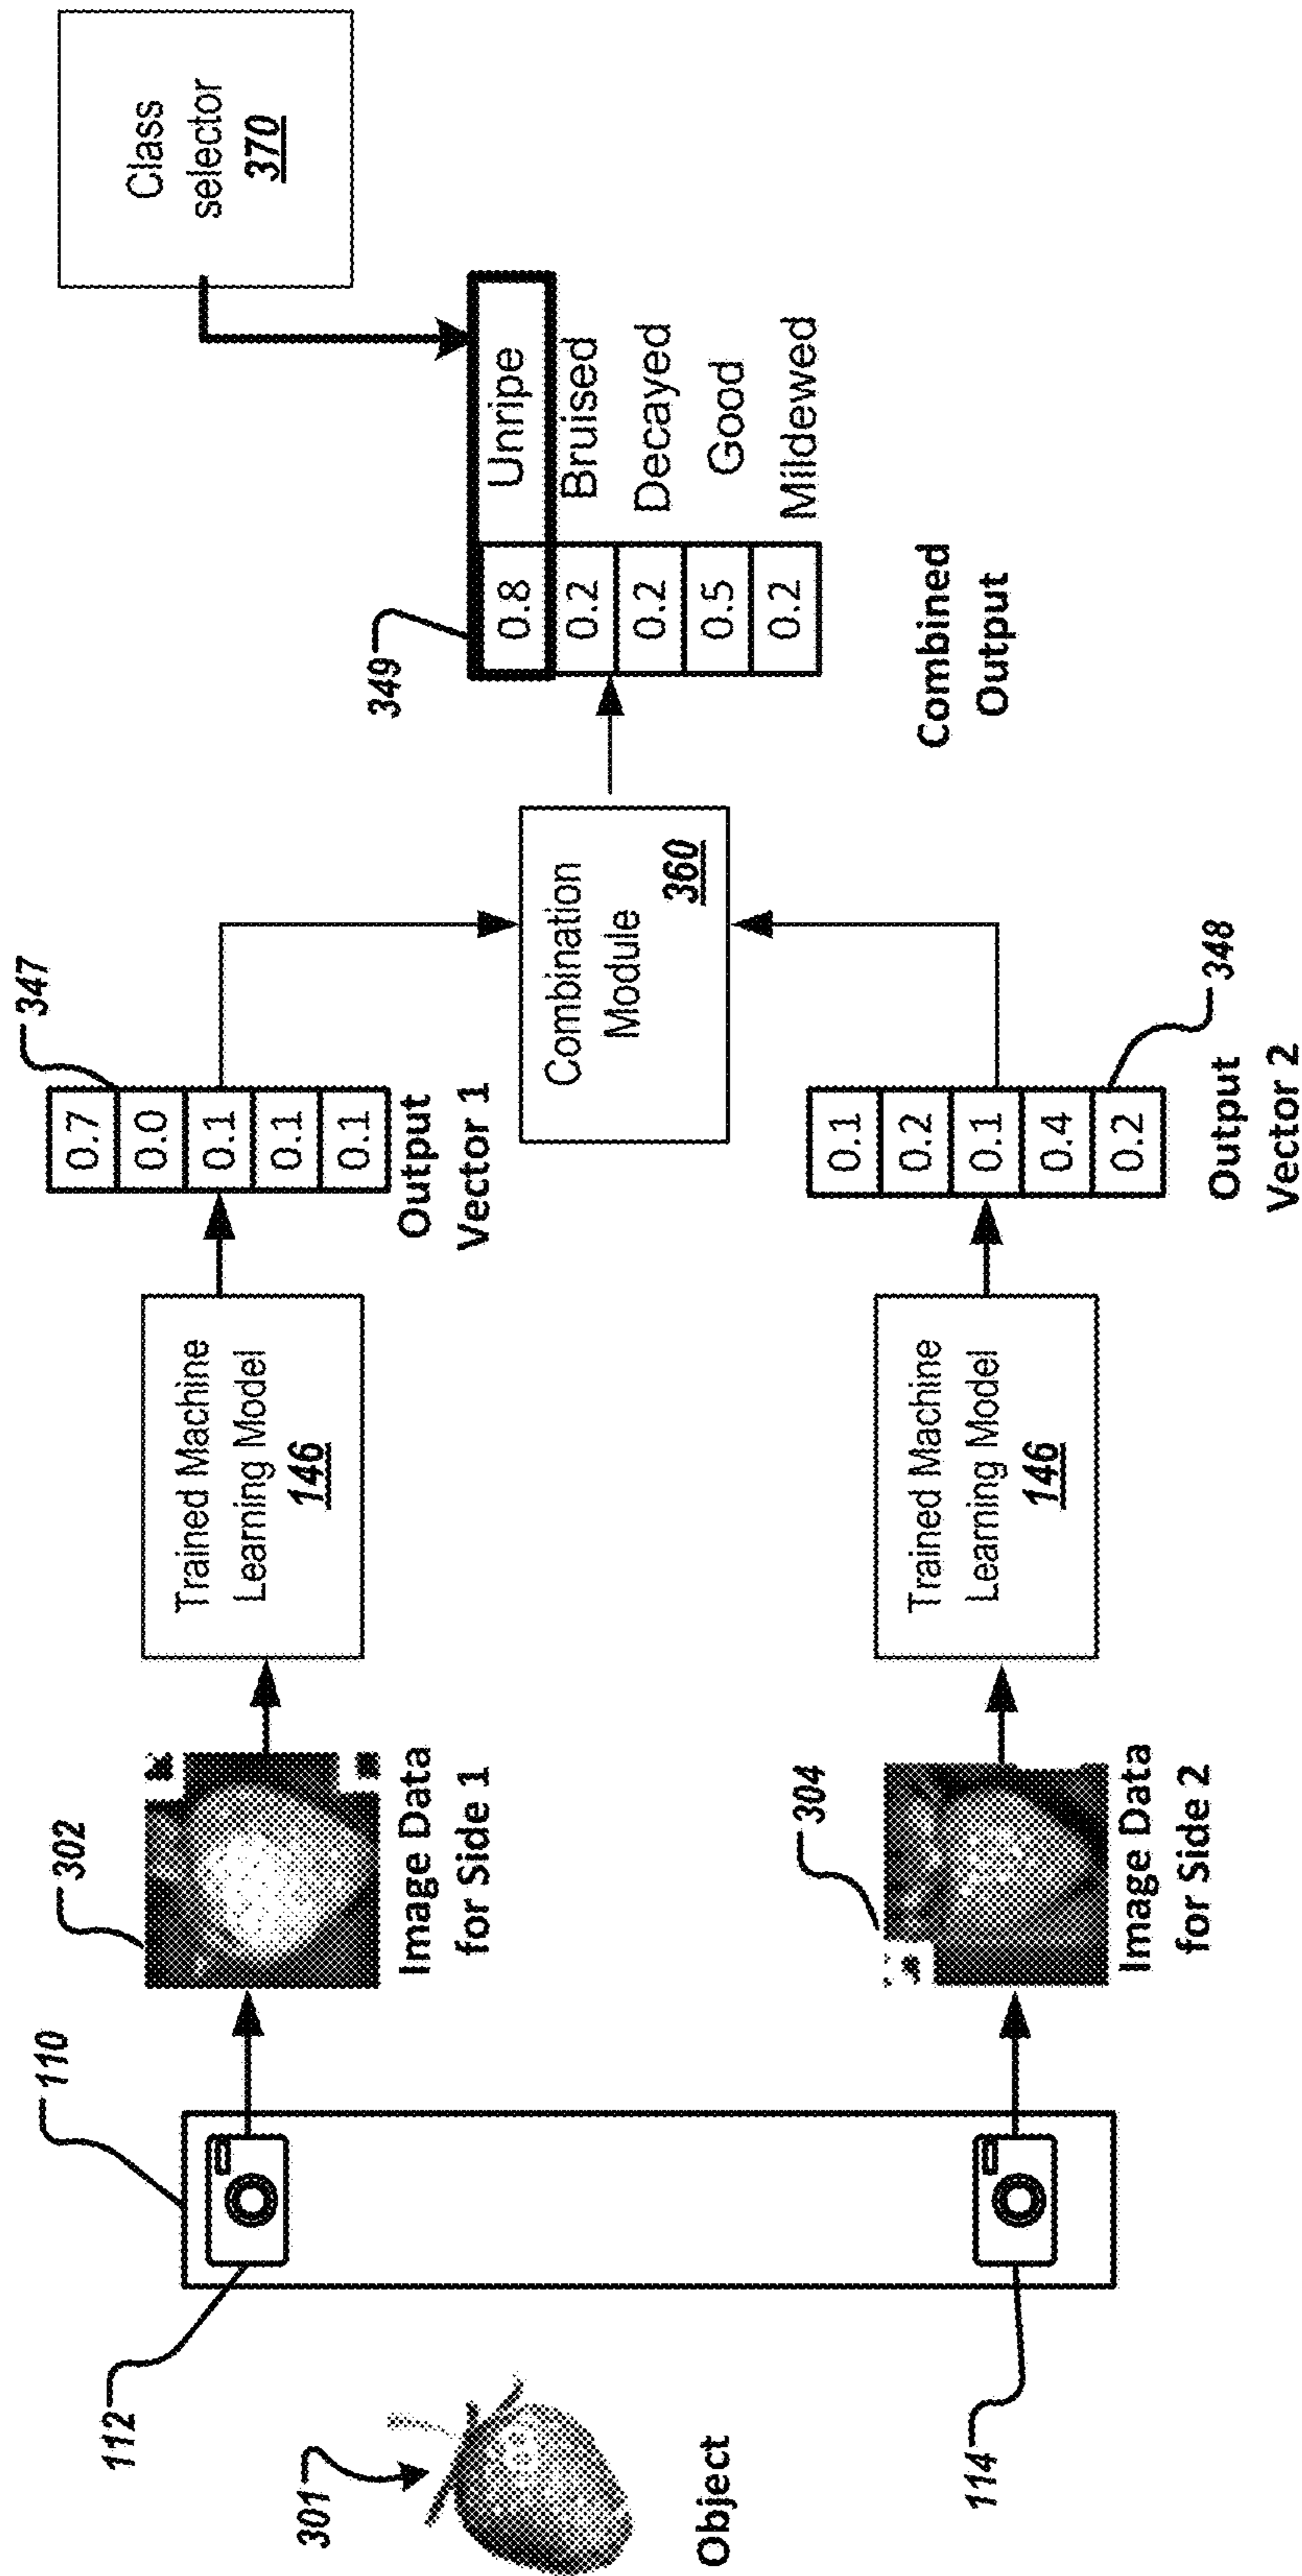 301
Object
112
110
114
302
Image Data
for Side 1
304
Image Data
for Side 2
Trained Machine
Learning Model
146
Trained Machine
Learning Model
146
347
0.7
0.0
0.1
0.1
0.1
Output
Vector 1
0.1
0.2
0.1
0.4
0.2
348
Output
Vector 2
Combination
Module
360
349
0.8 Unripe
0.2 Bruised
0.2 Decayed
0.5 Good
0.2 Mildewed
Combined
Output
Class
selector
370